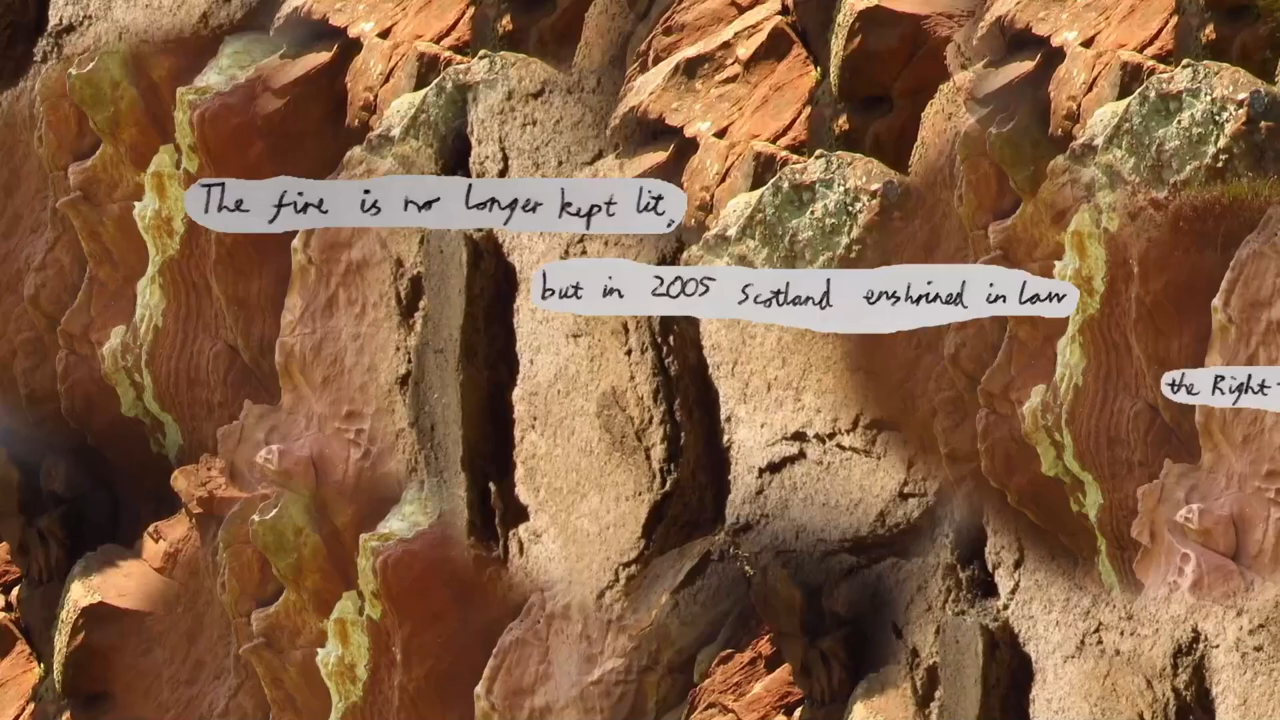 The fire is no longer kept lit,
but in 2005 Scotland enshrined in law
the Right